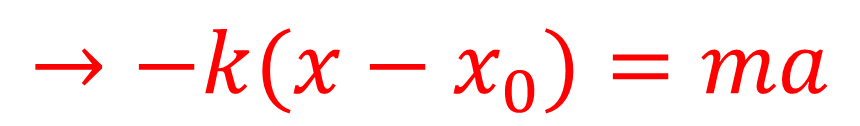 → −k(x − x₀) = ma